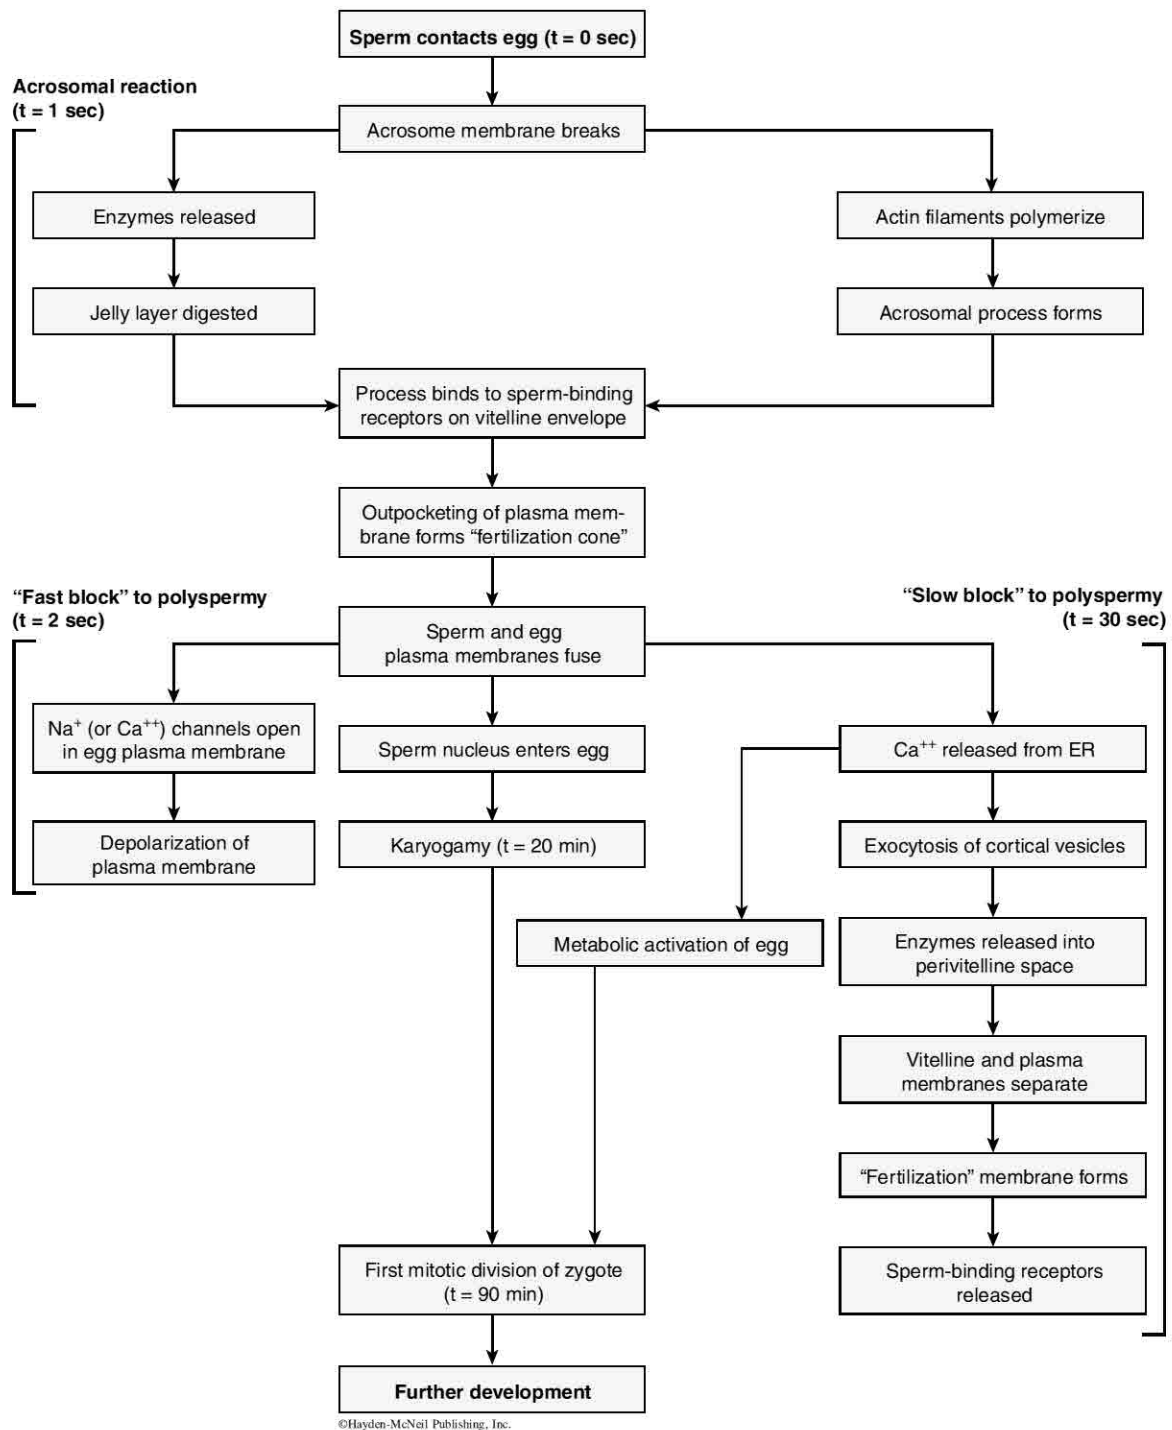 Sperm contacts egg (t = 0 sec)
Acrosomal reaction
(t = 1 sec)
Acrosome membrane breaks
Enzymes released
Actin filaments polymerize
Jelly layer digested
Acrosomal process forms
Process binds to sperm-binding
receptors on vitelline envelope
Outpocketing of plasma mem-
brane forms “fertilization cone”
“Fast block” to polyspermy
(t = 2 sec)
“Slow block” to polyspermy
(t = 30 sec)
Sperm and egg
plasma membranes fuse
Na⁺ (or Ca⁺⁺) channels open
in egg plasma membrane
Sperm nucleus enters egg
Ca⁺⁺ released from ER
Depolarization of
plasma membrane
Karyogamy (t = 20 min)
Exocytosis of cortical vesicles
Metabolic activation of egg
Enzymes released into
perivitelline space
Vitelline and plasma
membranes separate
“Fertilization” membrane forms
First mitotic division of zygote
(t = 90 min)
Sperm-binding receptors
released
Further development
©Hayden-McNeil Publishing, Inc.